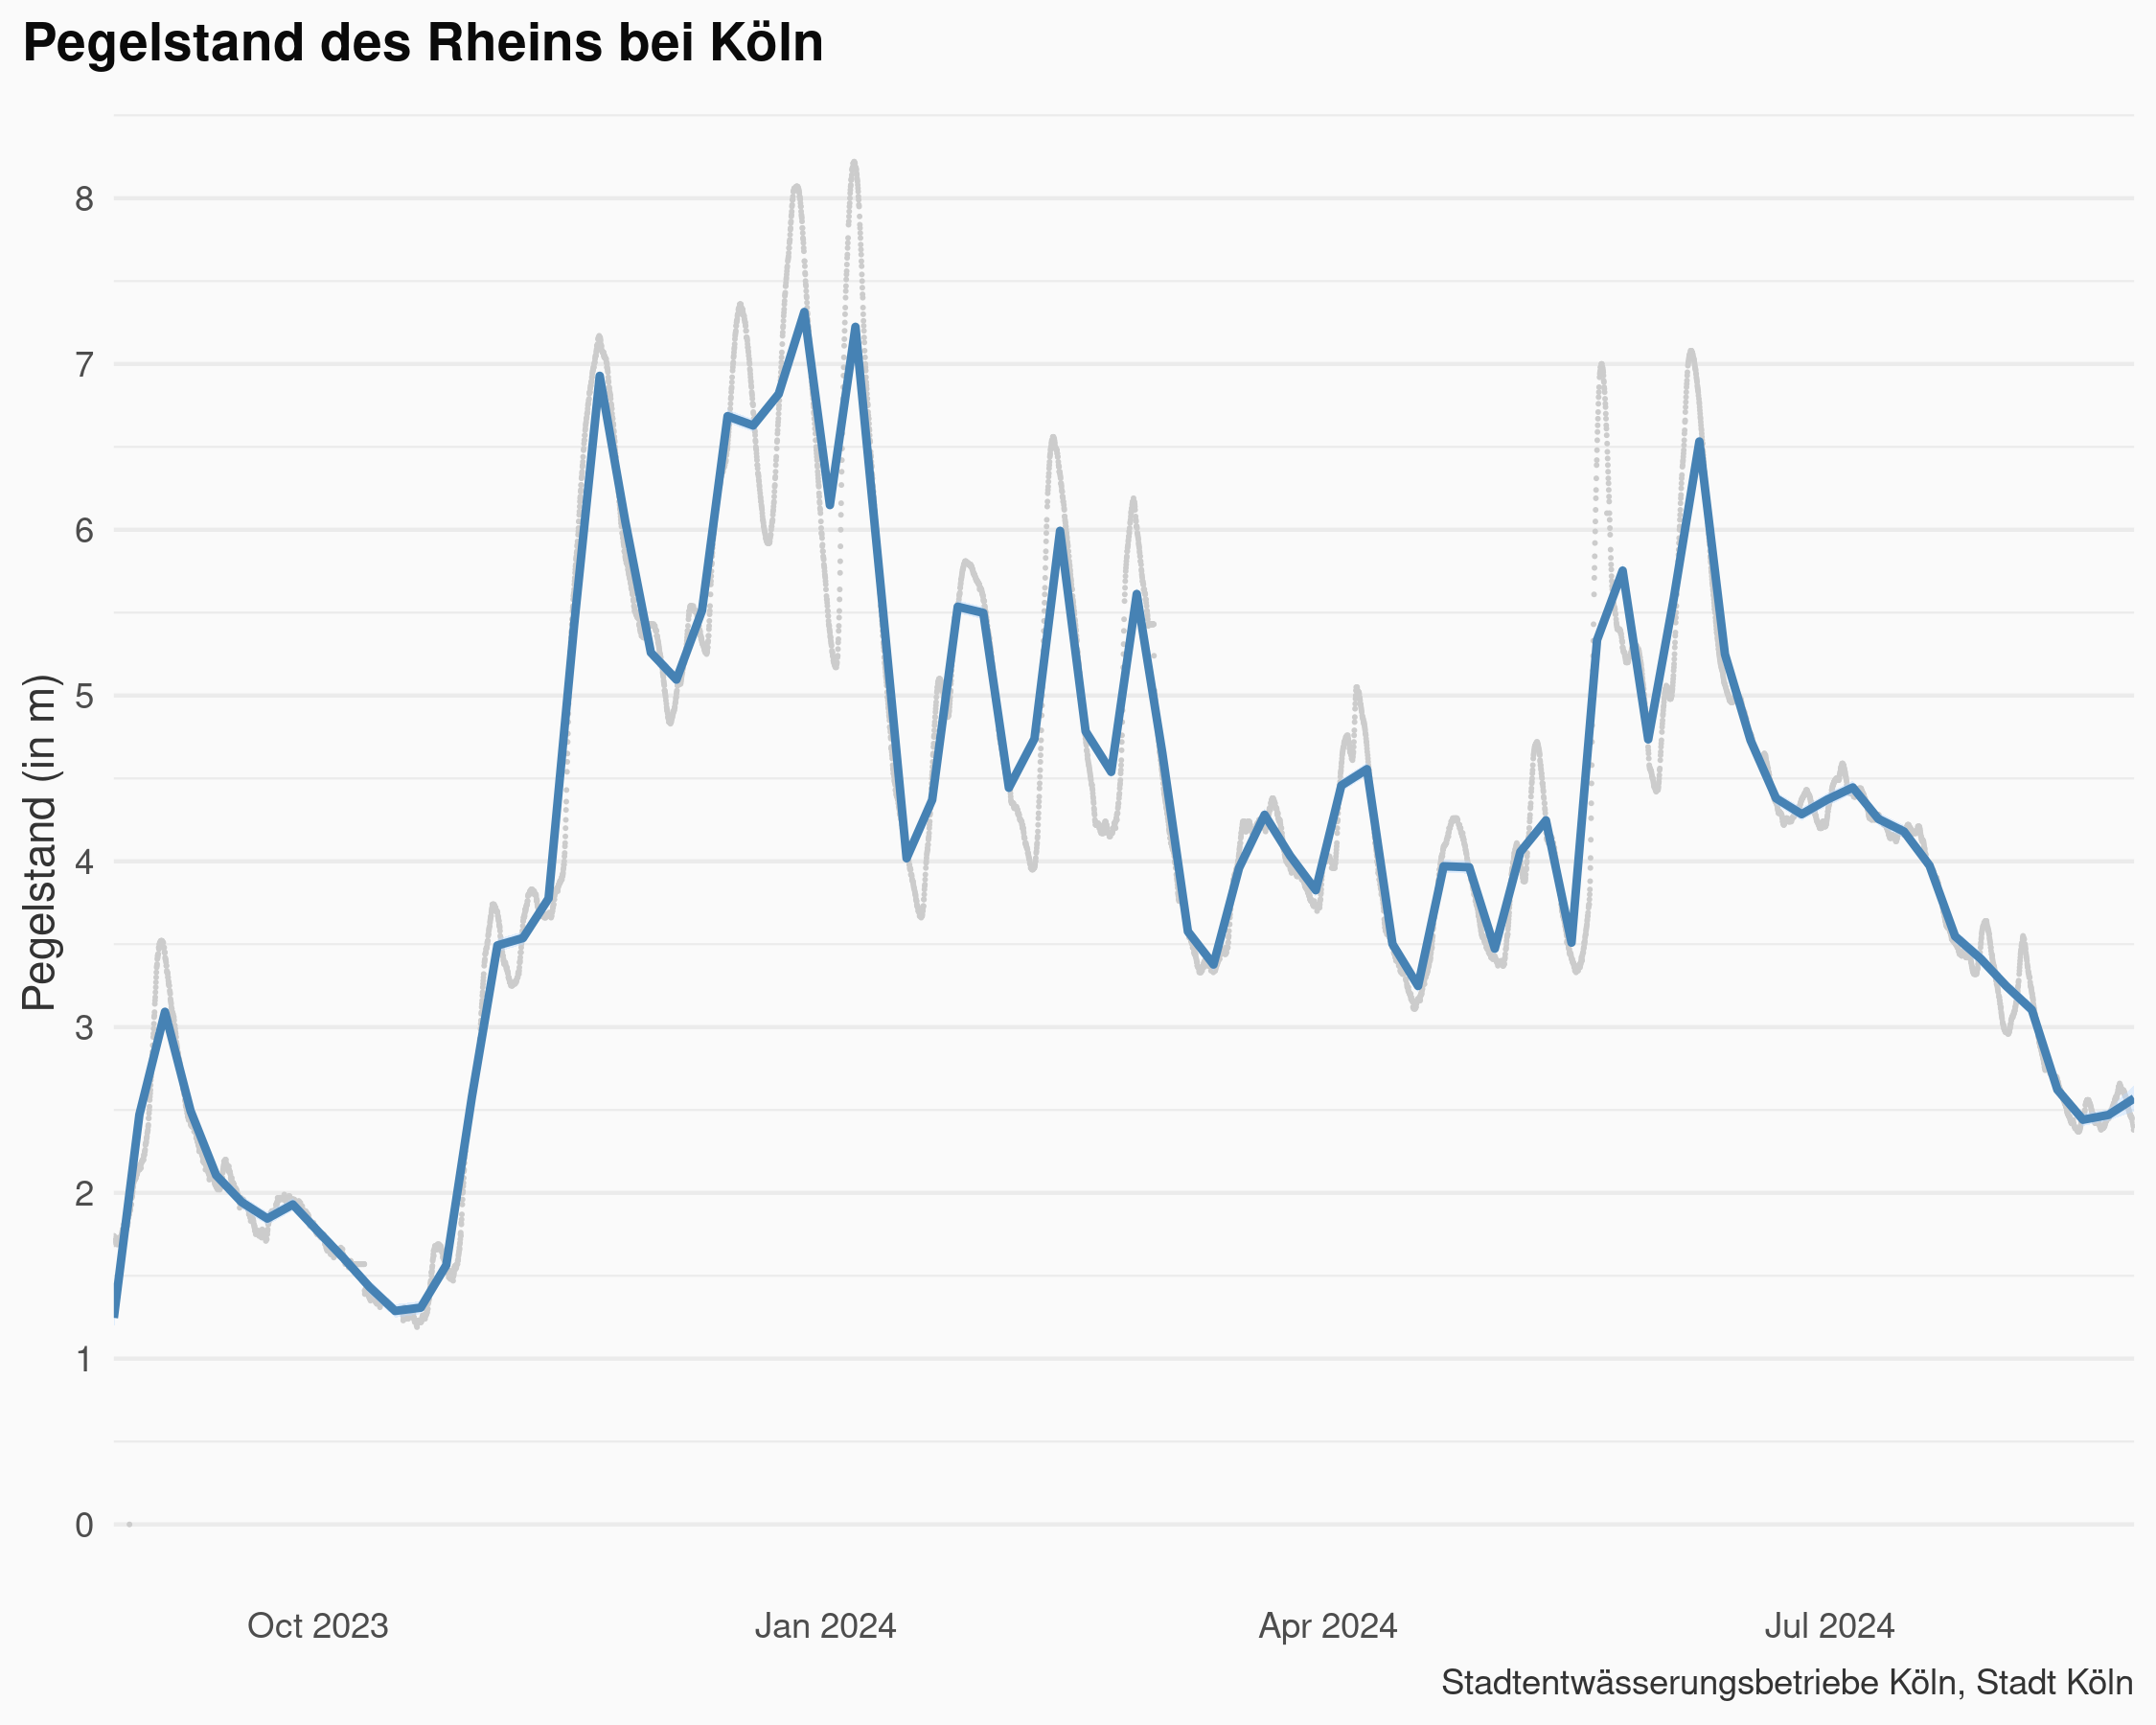 Pegelstand des Rheins bei Köln
Pegelstand (in m)
8
7
6
5
4
3
2
1
0
Oct 2023 Jan 2024 Apr 2024 Jul 2024
Stadtentwässerungsbetriebe Köln, Stadt Köln